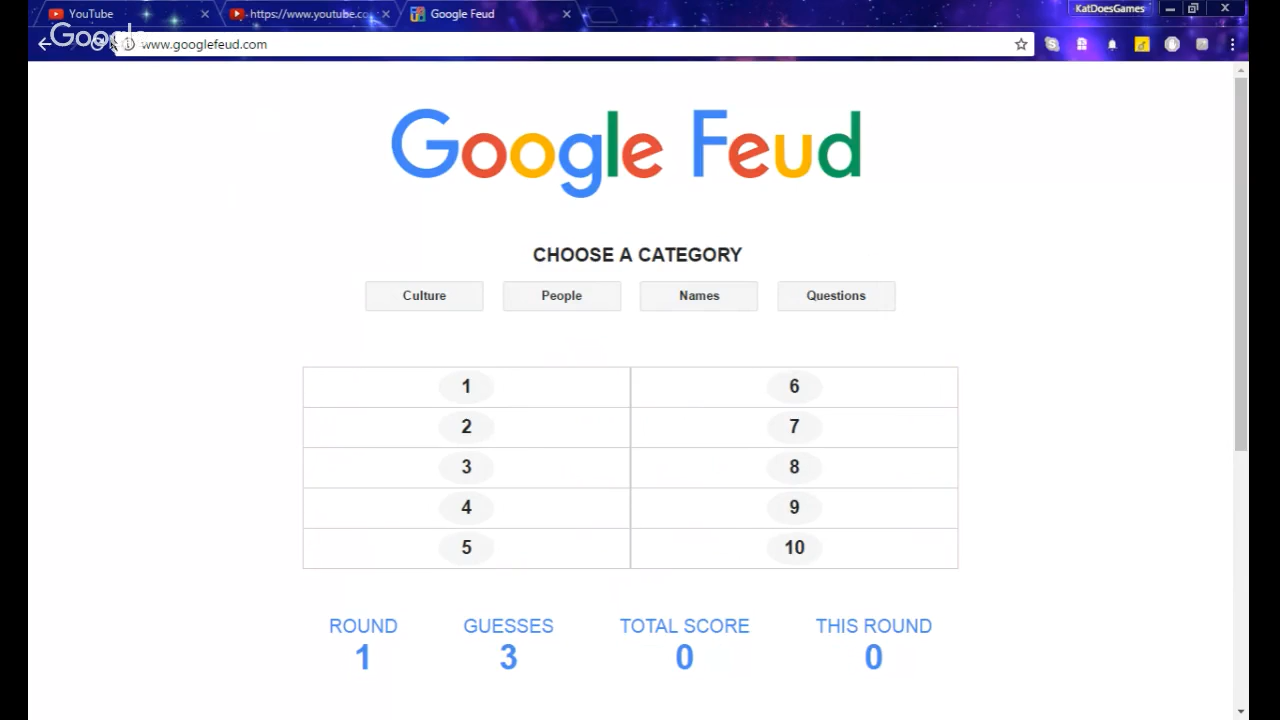 YouTube
https://www.youtube.cc
Google Feud
KatDoesGames
Google
www.googlefeud.com
Google Feud
CHOOSE A CATEGORY
Culture People Names Questions
1 6
2 7
3 8
4 9
5 10
ROUND GUESSES TOTAL SCORE THIS ROUND
1 3 0 0